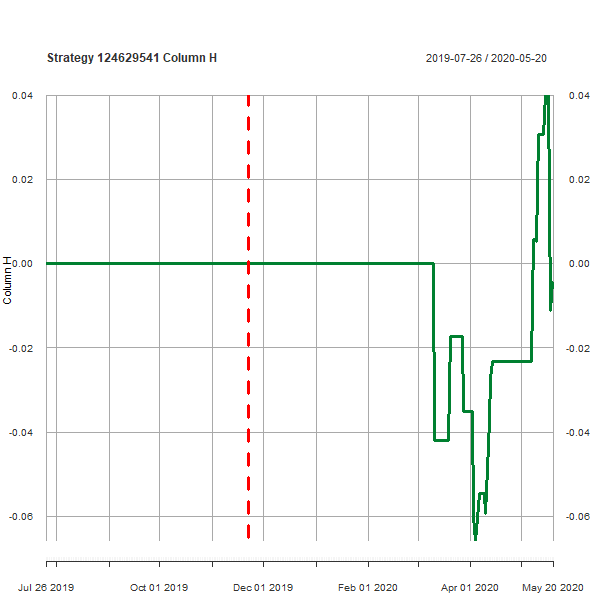 Strategy 124629541 Column H 2019-07-26 / 2020-05-20
0.04 0.04
0.02 0.02
0.00 0.00
Column H
-0.02 -0.02
-0.04 -0.04
-0.06 -0.06
Jul 26 2019 Oct 01 2019 Dec 01 2019 Feb 01 2020 Apr 01 2020 May 20 2020